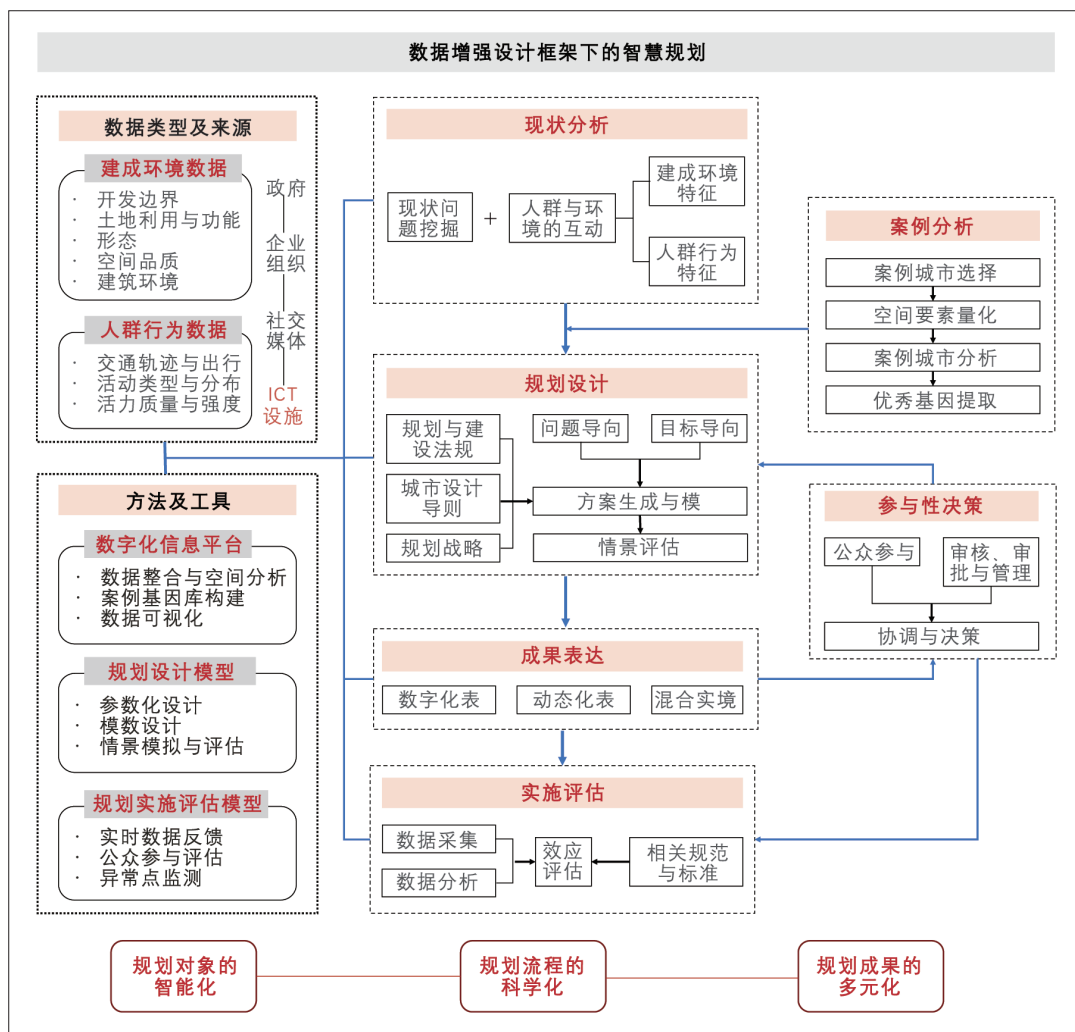 数据增强设计框架下的智慧规划
数据类型及来源
建成环境数据
· 开发边界
· 土地利用与功能
· 形态
· 空间品质
· 建筑环境
人群行为数据
· 交通轨迹与出行
· 活动类型与分布
· 活力质量与强度
政府
企业
组织
社交
媒体
ICT
设施
方法及工具
数字化信息平台
· 数据整合与空间分析
· 案例基因库构建
· 数据可视化
规划设计模型
· 参数化设计
· 模数设计
· 情景模拟与评估
规划实施评估模型
· 实时数据反馈
· 公众参与评估
· 异常点监测
现状分析
现状问
题挖掘
+
人群与环
境的互动
建成环境
特征
人群行为
特征
规划设计
规划与建
设法规
城市设计
导则
规划战略
问题导向
目标导向
方案生成与模
情景评估
成果表达
数字化表
动态化表
混合实境
实施评估
数据采集
数据分析
效应
评估
相关规范
与标准
案例分析
案例城市选择
空间要素量化
案例城市分析
优秀基因提取
参与性决策
公众参与
审核、审
批与管理
协调与决策
规划对象的
智能化
规划流程的
科学化
规划成果的
多元化